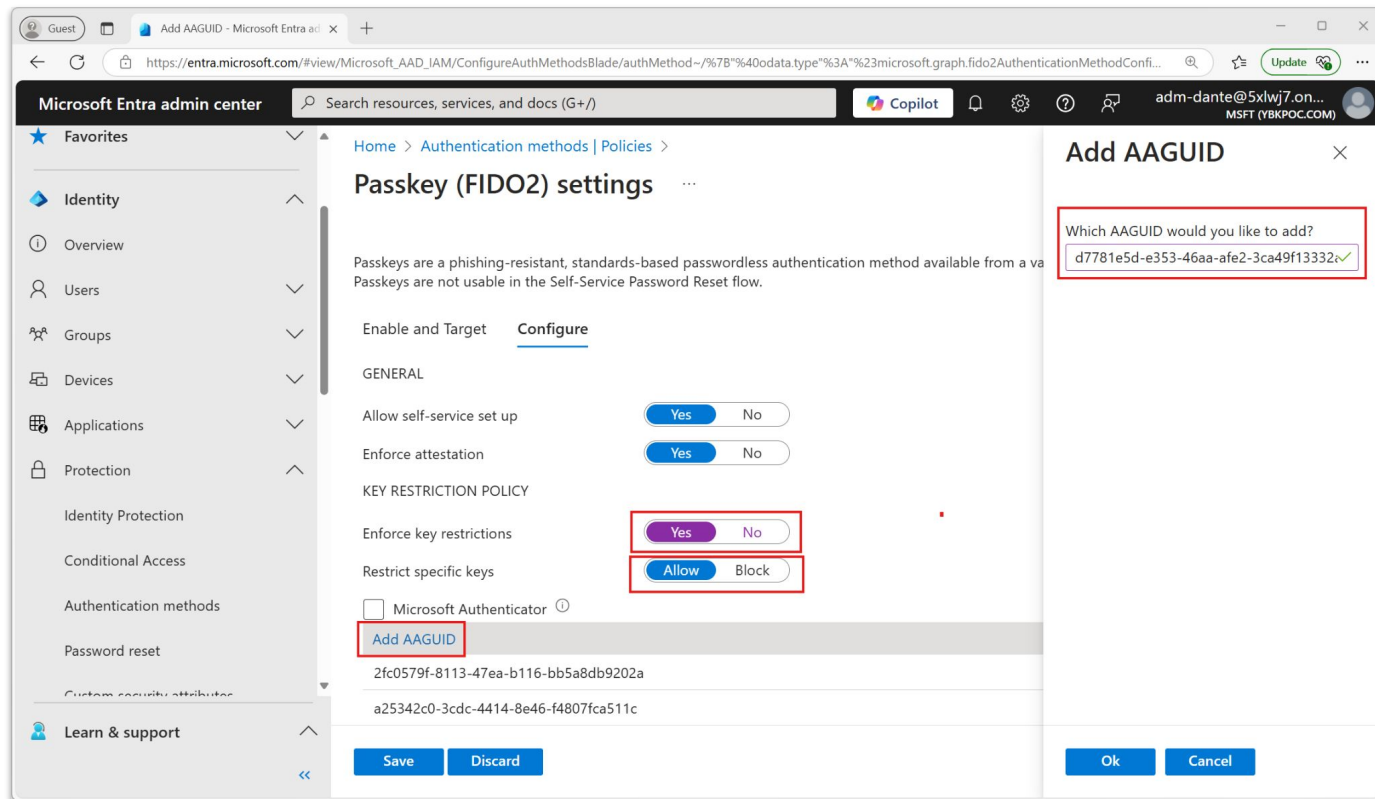 Guest
Add AAGUID - Microsoft Entra ad
https://entra.microsoft.com/#view/Microsoft_AAD_IAM/ConfigureAuthMethodsBlade/authMethod~/%7B"%40odata.type"%3A"%23microsoft.graph.fido2AuthenticationMethodConfi...
Update
Microsoft Entra admin center
Search resources, services, and docs (G+/)
Copilot
adm-dante@5xlwj7.on...
MSFT (YBKPOC.COM)
Favorites
Identity
Overview
Users
Groups
Devices
Applications
Protection
Identity Protection
Conditional Access
Authentication methods
Password reset
Custom security attributes
Learn & support
Home > Authentication methods | Policies >
Passkey (FIDO2) settings ...
Passkeys are a phishing-resistant, standards-based passwordless authentication method available from a va
Passkeys are not usable in the Self-Service Password Reset flow.
Enable and Target Configure
GENERAL
Allow self-service set up Yes No
Enforce attestation Yes No
KEY RESTRICTION POLICY
Enforce key restrictions Yes No
Restrict specific keys Allow Block
Microsoft Authenticator
Add AAGUID
2fc0579f-8113-47ea-b116-bb5a8db9202a
a25342c0-3cdc-4414-8e46-f4807fca511c
Save Discard
Add AAGUID
Which AAGUID would you like to add?
d7781e5d-e353-46aa-afe2-3ca49f13332a
Ok Cancel